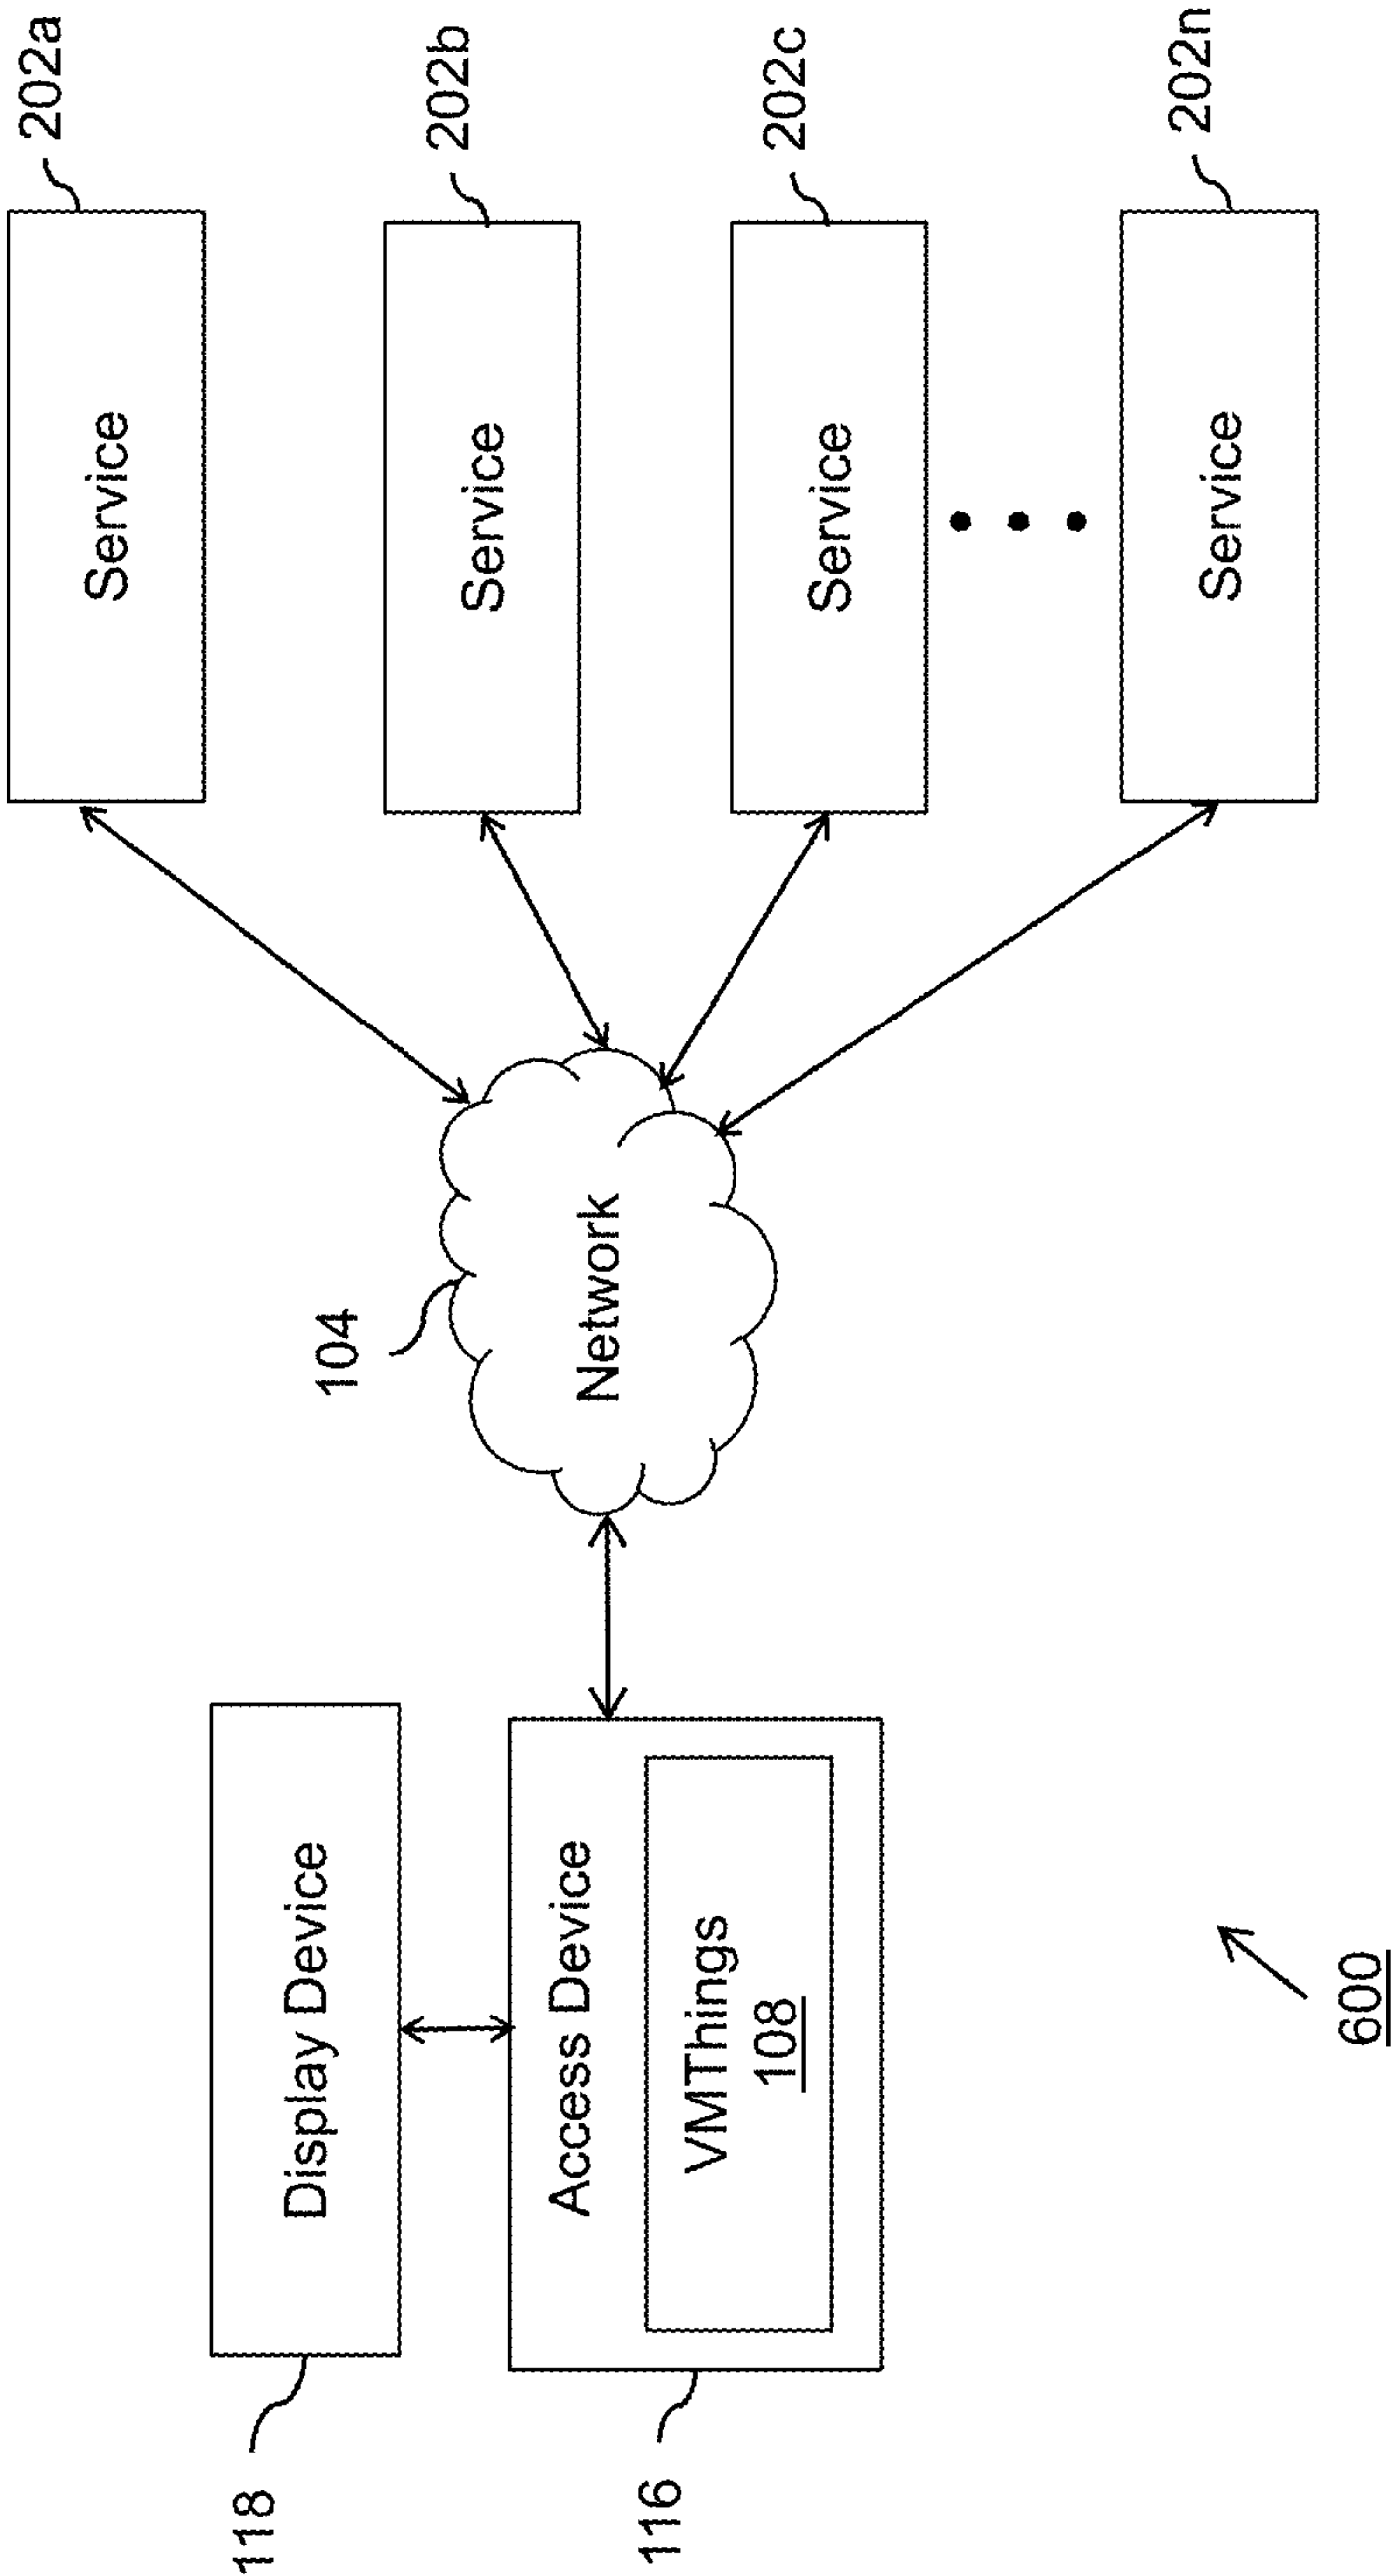 118
Display Device
116
Access Device
VMThings
108
104
Network
Service
202a
Service
202b
Service
202c
Service
202n
600